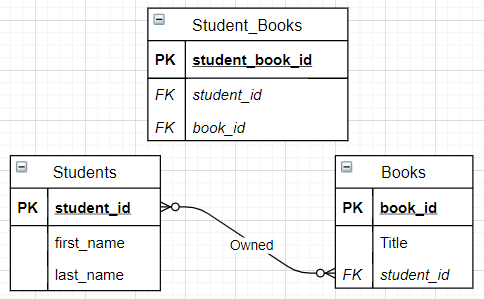 Student_Books
PK student_book_id
FK student_id
FK book_id
Students
PK student_id
first_name
last_name
Owned
Books
PK book_id
Title
FK student_id